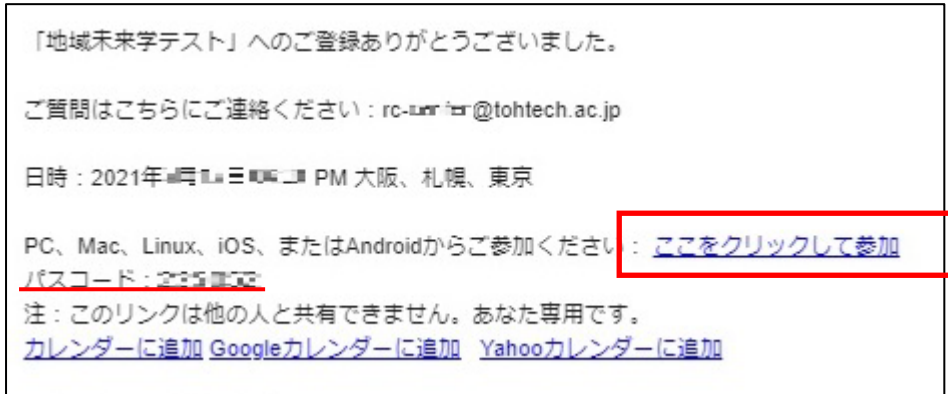 「地域未来学テスト」へのご登録ありがとうございました。
ご質問はこちらにご連絡ください：rc-@tohtech.ac.jp
日時：2021年 PM 大阪、札幌、東京
PC、Mac、Linux、iOS、またはAndroidからご参加ください： ここをクリックして参加
パスコード：
注：このリンクは他の人と共有できません。あなた専用です。
カレンダーに追加 Googleカレンダーに追加 Yahooカレンダーに追加